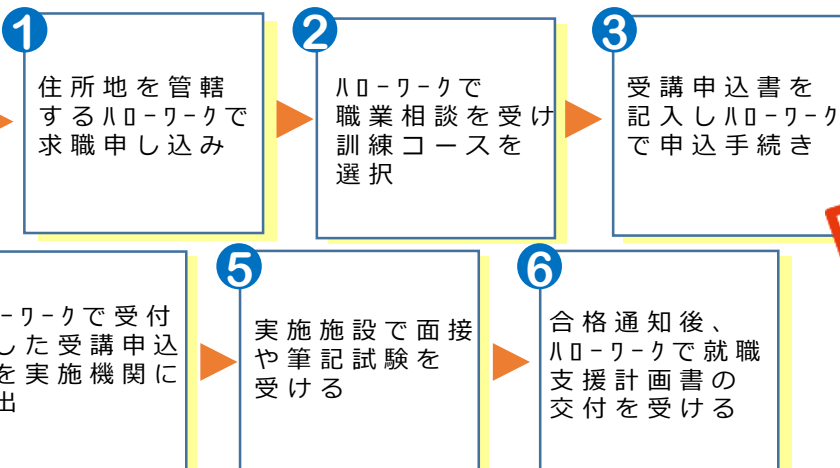 1
住所地を管轄
するﾊﾛｰﾜｰｸで
求職申し込み
2
ﾊﾛｰﾜｰｸで
職業相談を受け
訓練コースを
選択
3
受講申込書を
記入しﾊﾛｰﾜｰｸ
で申込手続き
ｰﾜｰｸで受付
した受講申込
を実施機関に
出
5
実施施設で面接
や筆記試験を
受ける
6
合格通知後、
ﾊﾛｰﾜｰｸで就職
支援計画書の
交付を受ける